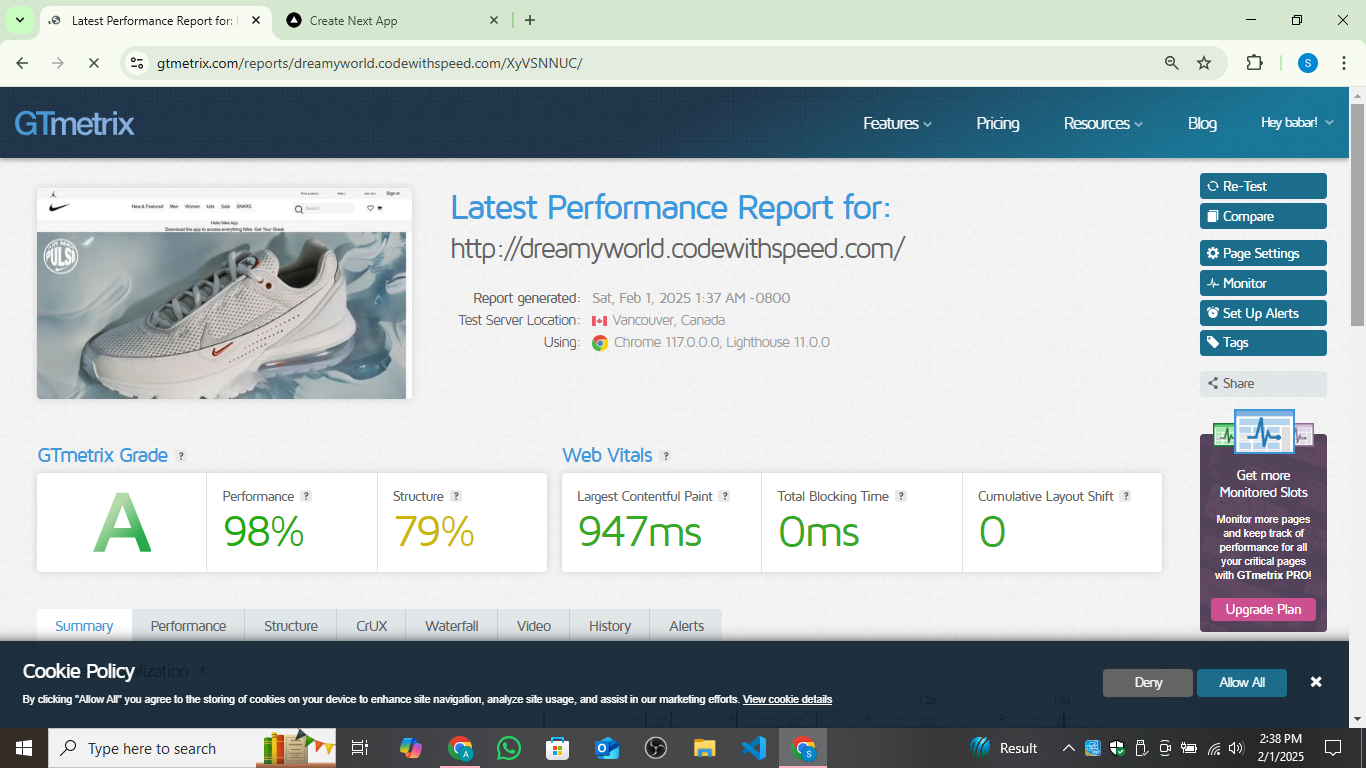 Latest Performance Report for:
Create Next App
gtmetrix.com/reports/dreamyworld.codewithspeed.com/XyVSNNUC/
S
GTmetrix
Features
Pricing
Resources
Blog
Hey babar!
Sign in
New & Featured Men Women kids Sale SNKRS
Search
Hello Nike App
Download the app to access everything Nike. Get Your Great
Latest Performance Report for:
http://dreamyworld.codewithspeed.com/
Report generated: Sat, Feb 1, 2025 1:37 AM -0800
Test Server Location: Vancouver, Canada
Using: Chrome 117.0.0.0, Lighthouse 11.0.0
Re-Test
Compare
Page Settings
Monitor
Set Up Alerts
Tags
Share
Get more
Monitored Slots
Monitor more pages
and keep track of
performance for all
your critical pages
with GTmetrix PRO!
Upgrade Plan
GTmetrix Grade ?
A
Performance ?
98%
Structure ?
79%
Web Vitals ?
Largest Contentful Paint ?
947ms
Total Blocking Time ?
0ms
Cumulative Layout Shift ?
0
Summary Performance Structure CrUX Waterfall Video History Alerts
Cookie Policy
By clicking "Allow All" you agree to the storing of cookies on your device to enhance site navigation, analyze site usage, and assist in our marketing efforts. View cookie details
Deny
Allow All
1.2s
1.4s
Type here to search
Result
2:38 PM
2/1/2025